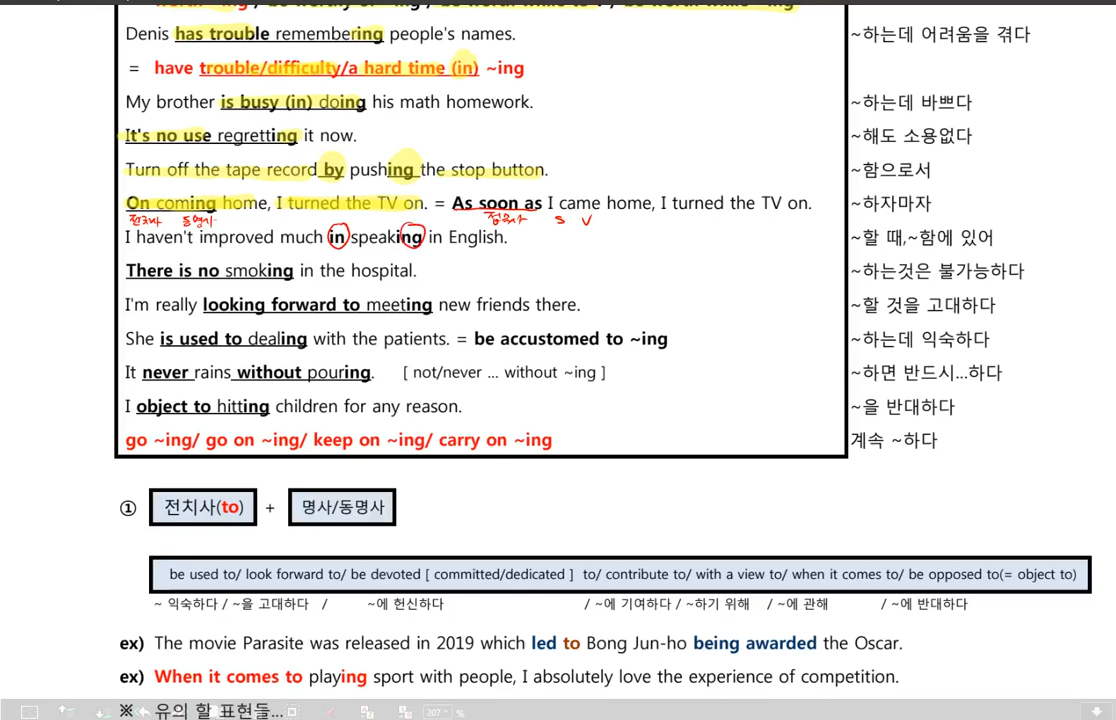 Denis has trouble remembering people's names. ~하는데 어려움을 겪다
= have trouble/difficulty/a hard time (in) ~ing
My brother is busy (in) doing his math homework. ~하는데 바쁘다
It's no use regretting it now. ~해도 소용없다
Turn off the tape record by pushing the stop button. ~함으로서
On coming home, I turned the TV on. = As soon as I came home, I turned the TV on. ~하자마자
전치사 동명사 접속사 S V
I haven't improved much in speaking in English. ~할 때,~함에 있어
There is no smoking in the hospital. ~하는것은 불가능하다
I'm really looking forward to meeting new friends there. ~할 것을 고대하다
She is used to dealing with the patients. = be accustomed to ~ing ~하는데 익숙하다
It never rains without pouring. [ not/never ... without ~ing ] ~하면 반드시...하다
I object to hitting children for any reason. ~을 반대하다
go ~ing/ go on ~ing/ keep on ~ing/ carry on ~ing 계속 ~하다
① 전치사(to) + 명사/동명사
be used to/ look forward to/ be devoted [ committed/dedicated ] to/ contribute to/ with a view to/ when it comes to/ be opposed to(= object to)
~ 익숙하다 / ~을 고대하다 / ~에 헌신하다 / ~에 기여하다 / ~하기 위해 / ~에 관해 / ~에 반대하다
ex) The movie Parasite was released in 2019 which led to Bong Jun-ho being awarded the Oscar.
ex) When it comes to playing sport with people, I absolutely love the experience of competition.
※ 유의 할 표현들...
207 %